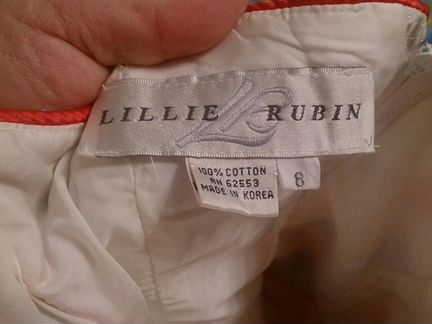 LILLIE RUBIN
100% COTTON
RN 62553
MADE IN KOREA
8